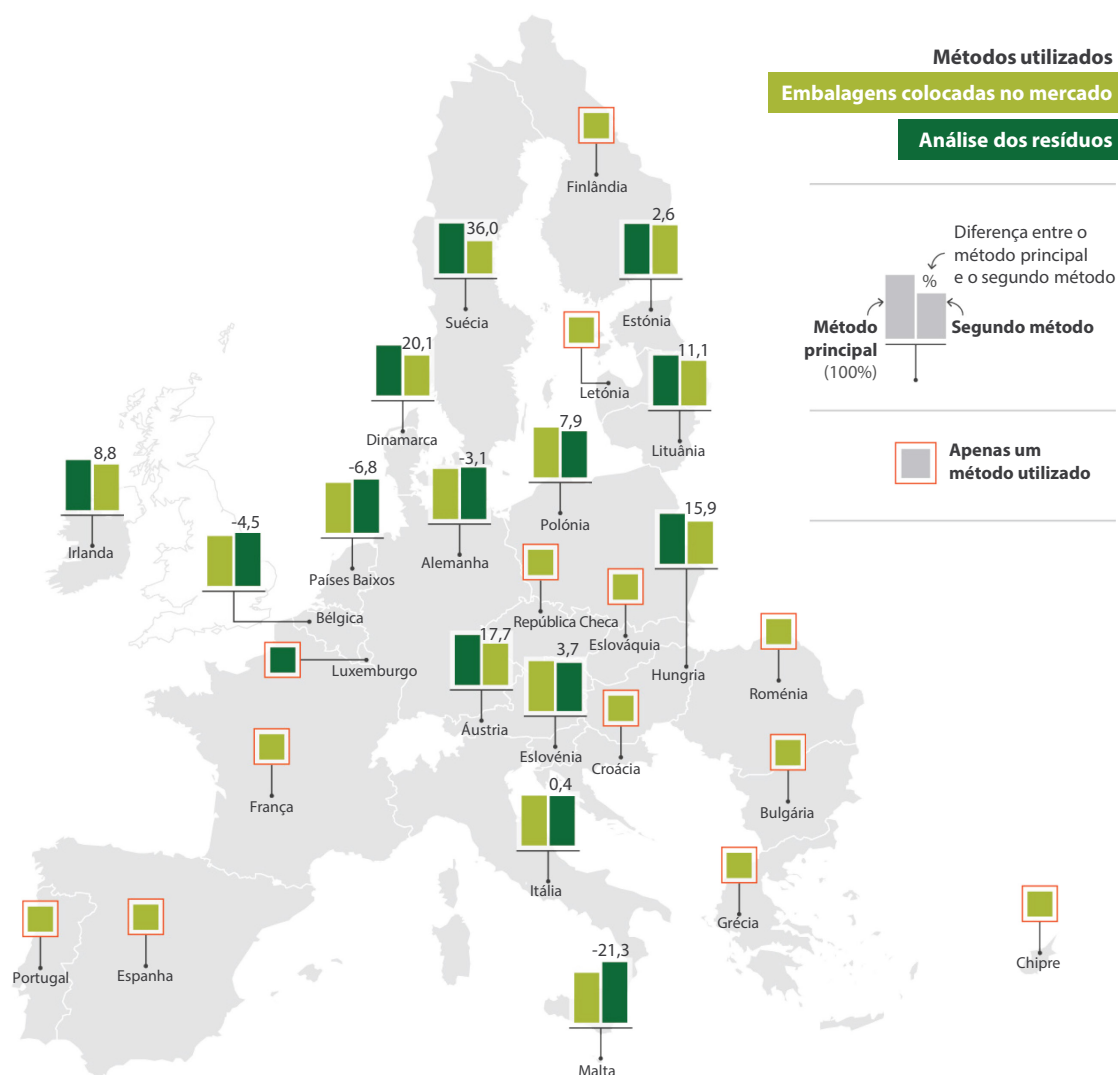 Métodos utilizados
Embalagens colocadas no mercado
Análise dos resíduos
Diferença entre o
método principal
e o segundo método
%
Método
principal
(100%)
Segundo método
Apenas um
método utilizado
Finlândia
36,0
Suécia
2,6
Estónia
Letónia
20,1
Dinamarca
11,1
Lituânia
7,9
Polónia
8,8
Irlanda
-4,5
Bélgica
-6,8
Países Baixos
-3,1
Alemanha
15,9
Hungria
República Checa
Eslováquia
Luxemburgo
17,7
Áustria
3,7
Eslovénia
Croácia
Roménia
França
Bulgária
0,4
Itália
Grécia
Portugal
Espanha
Chipre
-21,3
Malta